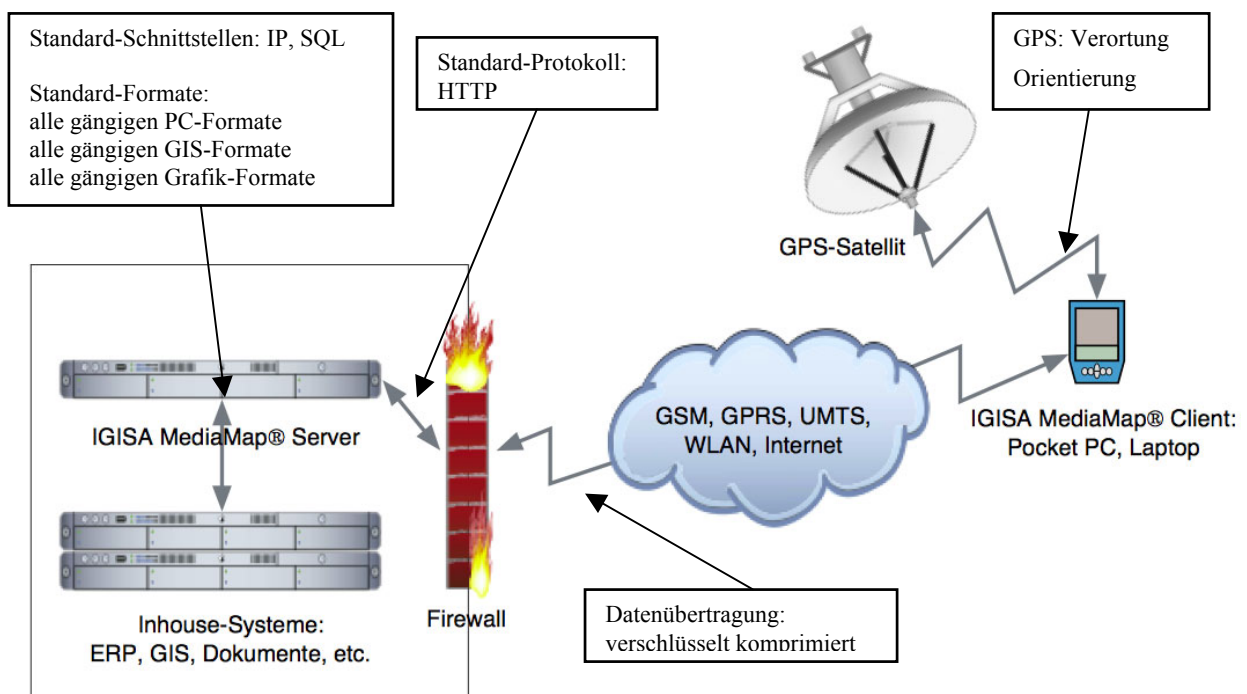 Standard-Schnittstellen: IP, SQL
Standard-Formate:
alle gängigen PC-Formate
alle gängigen GIS-Formate
alle gängigen Grafik-Formate
Standard-Protokoll:
HTTP
GPS: Verortung
Orientierung
GPS-Satellit
IGISA MediaMap® Server
GSM, GPRS, UMTS,
WLAN, Internet
IGISA MediaMap® Client:
Pocket PC, Laptop
Inhouse-Systeme:
ERP, GIS, Dokumente, etc.
Firewall
Datenübertragung:
verschlüsselt komprimiert